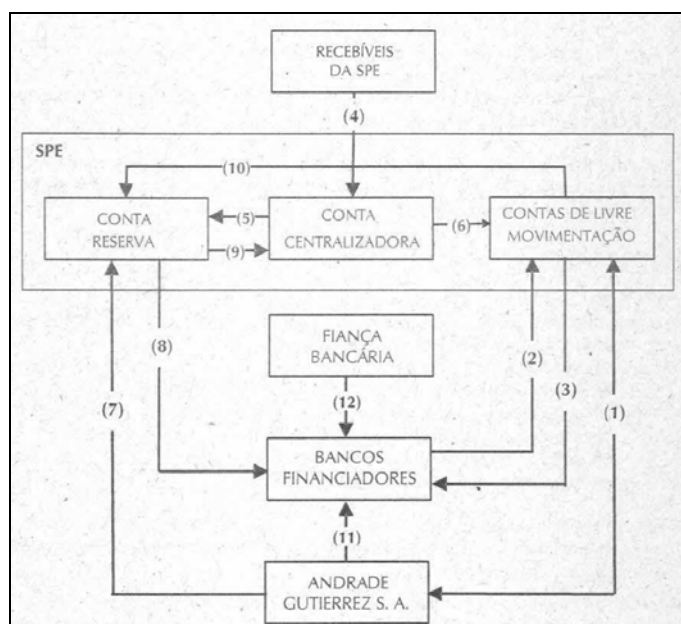 RECEBÍVEIS
DA SPE
(4)
SPE
(10)
CONTA
RESERVA
(5)
(9)
CONTA
CENTRALIZADORA
(6)
CONTAS DE LIVRE
MOVIMENTAÇÃO
(8)
FIANÇA
BANCÁRIA
(2)
(3)
(7)
(12)
(1)
BANCOS
FINANCIADORES
(11)
ANDRADE
GUTIERREZ S. A.